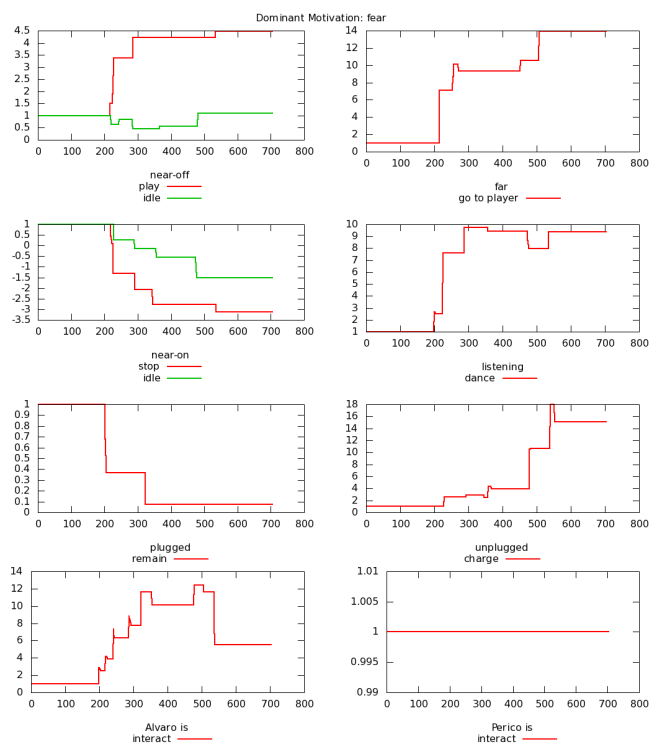 Dominant Motivation: fear
4.5
4
3.5
3
2.5
2
1.5
1
0.5
0
0 100 200 300 400 500 600 700 800
near-off
play
idle
14
12
10
8
6
4
2
0
0 100 200 300 400 500 600 700 800
far
go to player
1
0.5
0
-0.5
-1
-1.5
-2
-2.5
-3
-3.5
0 100 200 300 400 500 600 700 800
near-on
stop
idle
10
9
8
7
6
5
4
3
2
1
0 100 200 300 400 500 600 700 800
listening
dance
1
0.9
0.8
0.7
0.6
0.5
0.4
0.3
0.2
0.1
0
0 100 200 300 400 500 600 700 800
plugged
remain
18
16
14
12
10
8
6
4
2
0
0 100 200 300 400 500 600 700 800
unplugged
charge
14
12
10
8
6
4
2
0
0 100 200 300 400 500 600 700 800
Alvaro is
interact
1.01
1.005
1
0.995
0.99
0 100 200 300 400 500 600 700 800
Perico is
interact